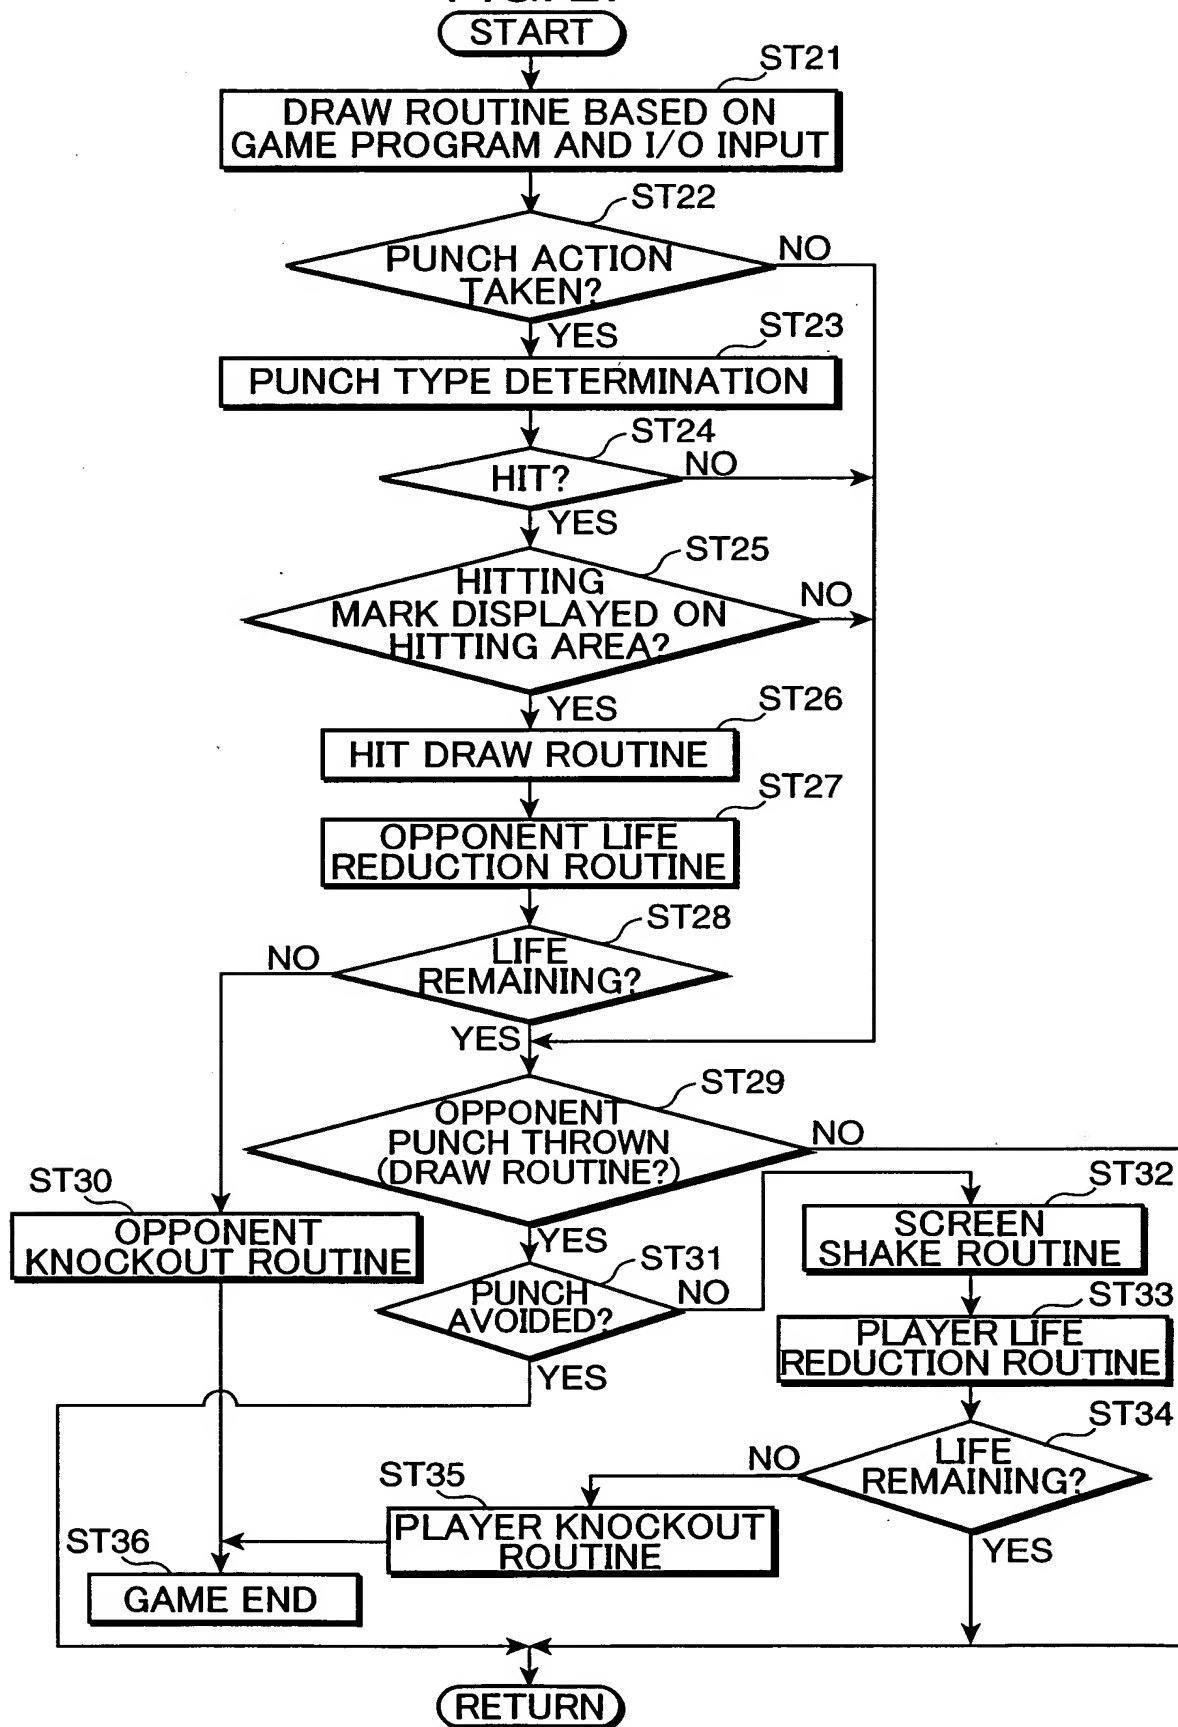 START
ST21
DRAW ROUTINE BASED ON
GAME PROGRAM AND I/O INPUT
ST22
PUNCH ACTION
TAKEN?
NO
YES
ST23
PUNCH TYPE DETERMINATION
ST24
HIT?
NO
YES
ST25
HITTING
MARK DISPLAYED ON
HITTING AREA?
NO
YES
ST26
HIT DRAW ROUTINE
ST27
OPPONENT LIFE
REDUCTION ROUTINE
ST28
LIFE
REMAINING?
NO
YES
ST29
OPPONENT
PUNCH THROWN
(DRAW ROUTINE?)
NO
YES
ST30
OPPONENT
KNOCKOUT ROUTINE
ST31
PUNCH
AVOIDED?
NO
YES
ST32
SCREEN
SHAKE ROUTINE
ST33
PLAYER LIFE
REDUCTION ROUTINE
ST34
LIFE
REMAINING?
NO
YES
ST35
PLAYER KNOCKOUT
ROUTINE
ST36
GAME END
RETURN